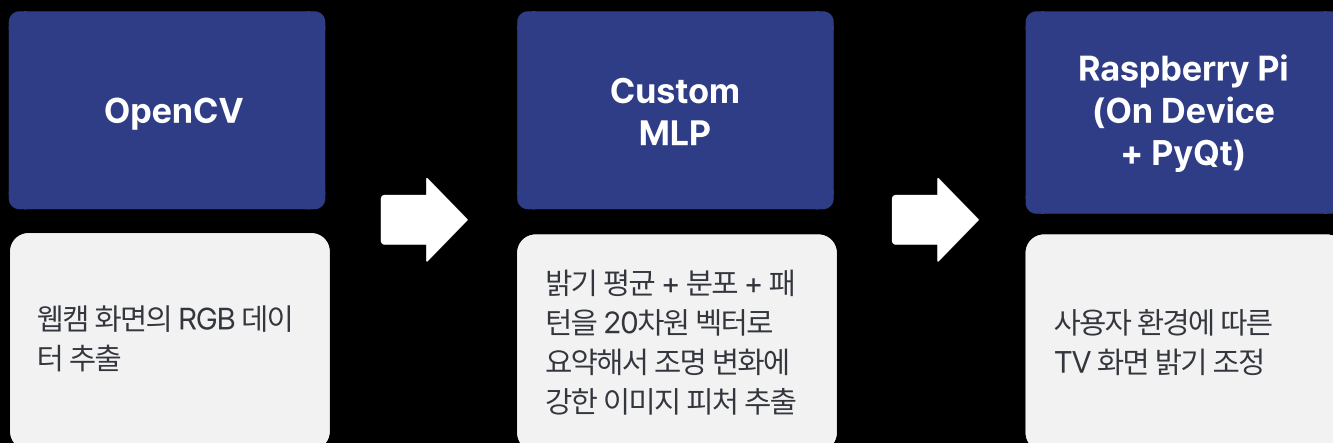 OpenCV
웹캠 화면의 RGB 데이
터 추출
Custom
MLP
밝기 평균 + 분포 + 패
턴을 20차원 벡터로
요약해서 조명 변화에
강한 이미지 피처 추출
Raspberry Pi
(On Device
+ PyQt)
사용자 환경에 따른
TV 화면 밝기 조정